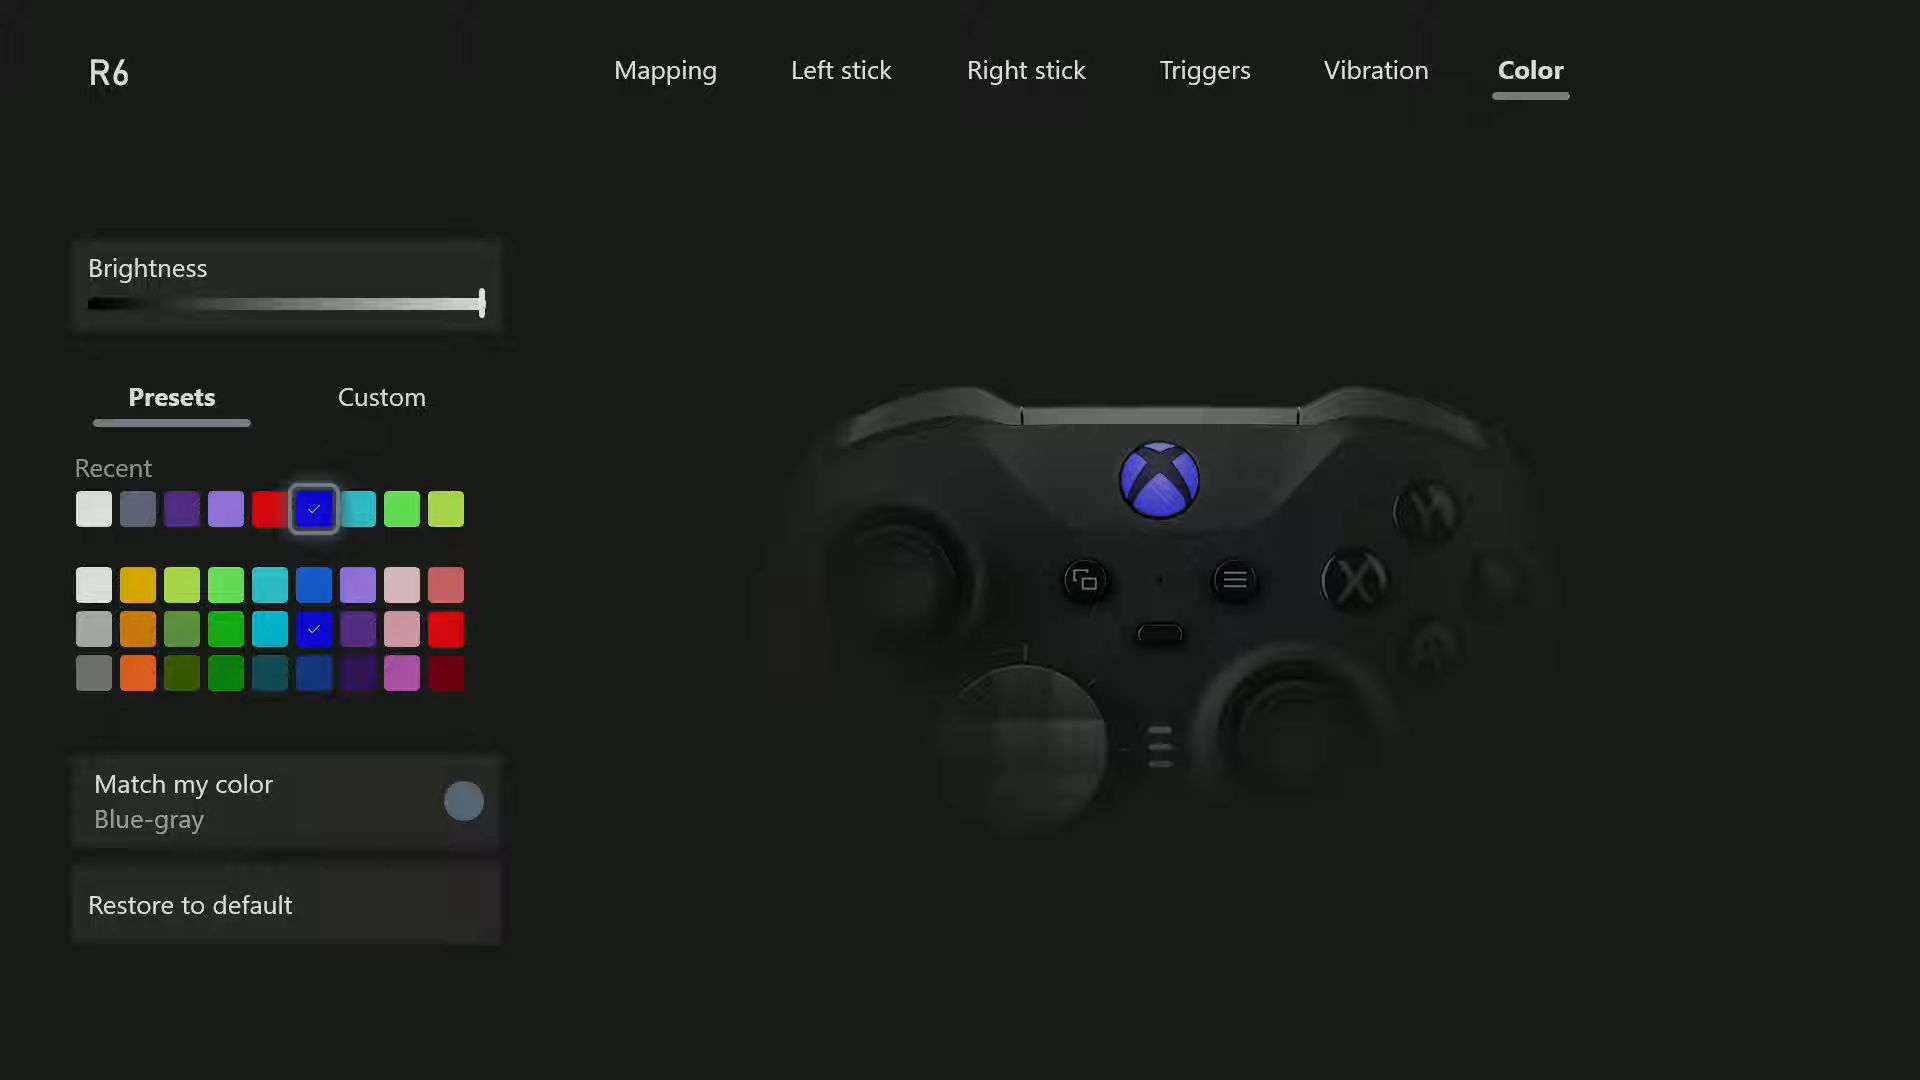 R6
Mapping
Left stick
Right stick
Triggers
Vibration
Color
Brightness
Presets
Custom
Recent
Y
X
A
Match my color
Blue-gray
Restore to default